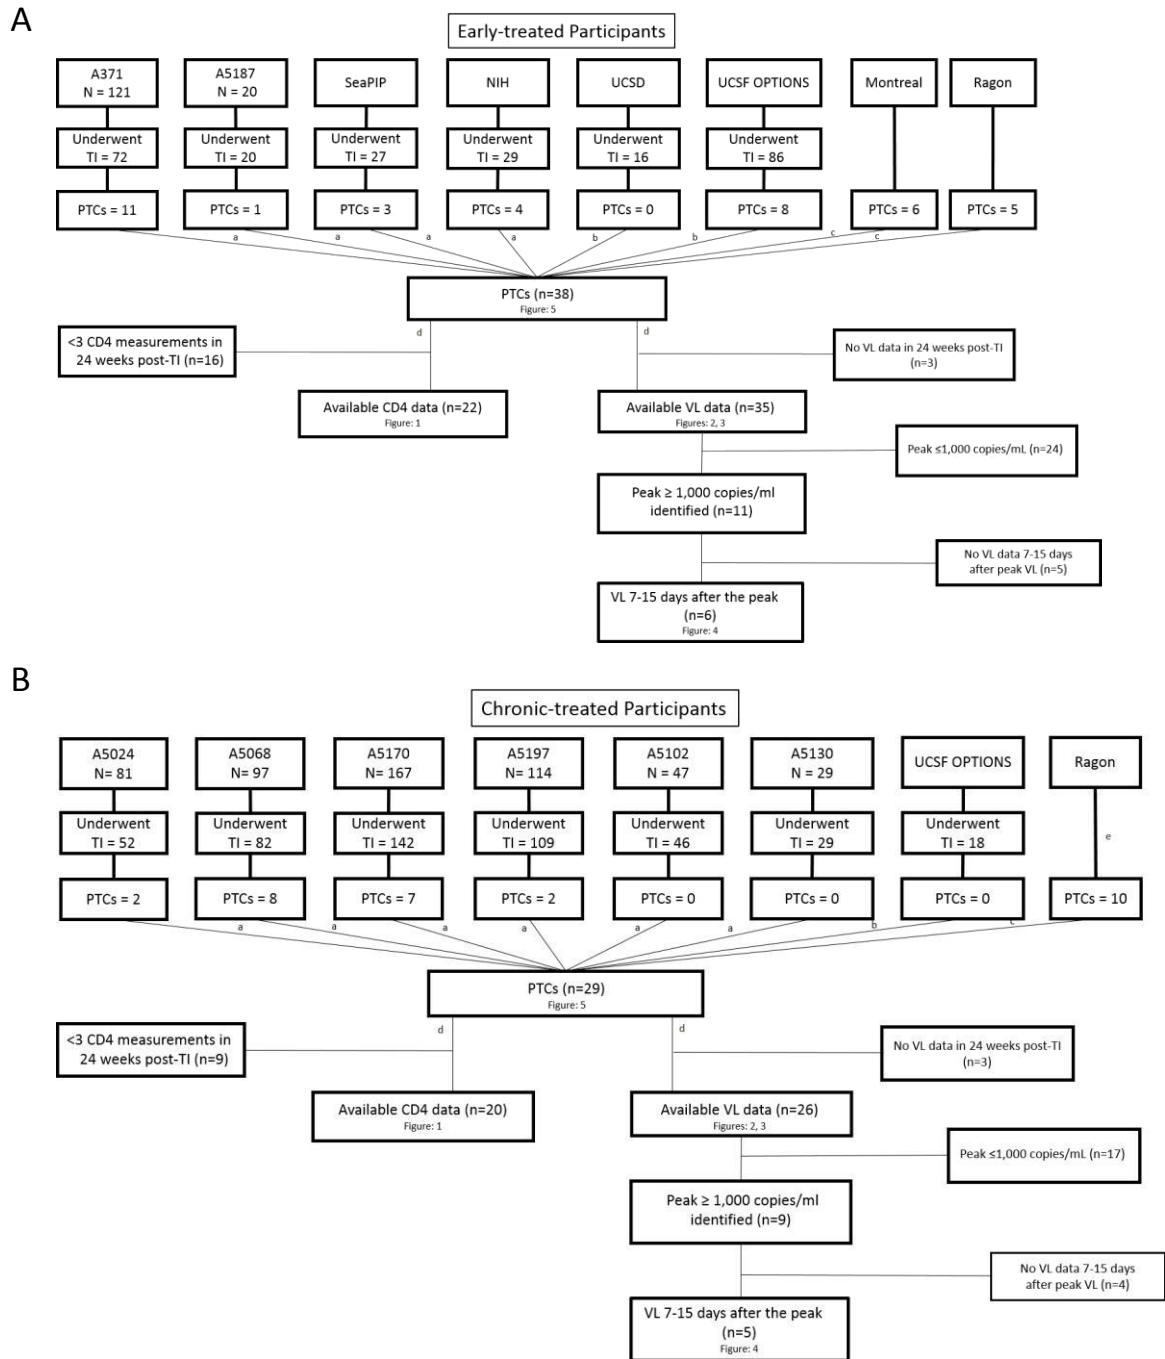 A
Early-treated Participants
A371
N = 121
A5187
N = 20
SeaPIP
NIH
UCSD
UCSF OPTIONS
Montreal
Ragon
Underwent
TI = 72
Underwent
TI = 20
Underwent
TI = 27
Underwent
TI = 29
Underwent
TI = 16
Underwent
TI = 86
PTCs = 11
PTCs = 1
PTCs = 3
PTCs = 4
PTCs = 0
PTCs = 8
PTCs = 6
PTCs = 5
a
a
a
a
b
b
c
c
PTCs (n=38)
Figure: 5
d
d
<3 CD4 measurements in
24 weeks post-TI (n=16)
No VL data in 24 weeks post-TI
(n=3)
Available CD4 data (n=22)
Figure: 1
Available VL data (n=35)
Figures: 2, 3
Peak ≤1,000 copies/mL (n=24)
Peak ≥ 1,000 copies/ml
identified (n=11)
No VL data 7-15 days
after peak VL (n=5)
VL 7-15 days after the peak
(n=6)
Figure: 4
B
Chronic-treated Participants
A5024
N= 81
A5068
N= 97
A5170
N= 167
A5197
N= 114
A5102
N = 47
A5130
N = 29
UCSF OPTIONS
Ragon
Underwent
TI = 52
Underwent
TI = 82
Underwent
TI = 142
Underwent
TI = 109
Underwent
TI = 46
Underwent
TI = 29
Underwent
TI = 18
e
PTCs = 2
PTCs = 8
PTCs = 7
PTCs = 2
PTCs = 0
PTCs = 0
PTCs = 0
PTCs = 10
a
a
a
a
a
a
b
c
PTCs (n=29)
Figure: 5
d
d
<3 CD4 measurements in
24 weeks post-TI (n=9)
No VL data in 24 weeks post-TI
(n=3)
Available CD4 data (n=20)
Figure: 1
Available VL data (n=26)
Figures: 2, 3
Peak ≤1,000 copies/mL (n=17)
Peak ≥ 1,000 copies/ml
identified (n=9)
No VL data 7-15 days
after peak VL (n=4)
VL 7-15 days after the peak
(n=5)
Figure: 4